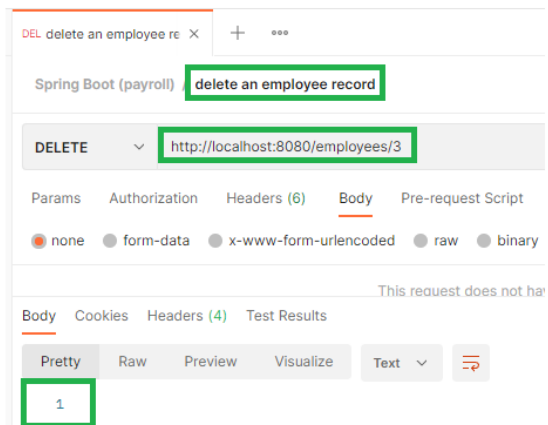 DEL delete an employee re
Spring Boot (payroll) / delete an employee record
DELETE http://localhost:8080/employees/3
Params Authorization Headers (6) Body Pre-request Script
none form-data x-www-form-urlencoded raw binary
This request does not hav
Body Cookies Headers (4) Test Results
Pretty Raw Preview Visualize Text
1